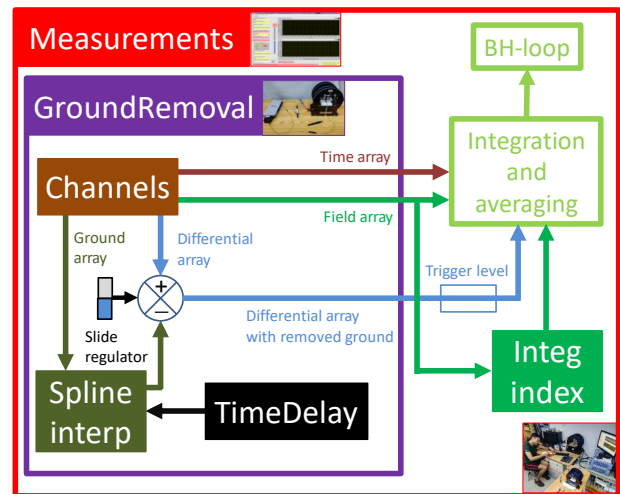 Measurements
BH-loop
GroundRemoval
Time array
Integration
and
averaging
Channels
Field array
Ground
array
Differential
array
Trigger level
+
−
Slide
regulator
Differential array
with removed ground
Integ
index
Spline
interp
TimeDelay